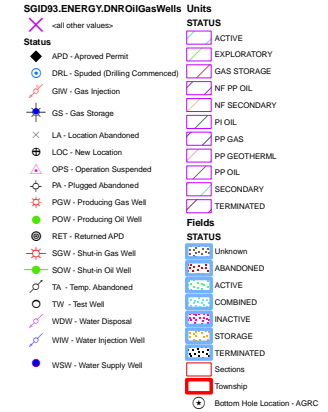 SGID93.ENERGY.DNROilGasWells
<all other values>
Status
APD - Aproved Permit
DRL - Spuded (Drilling Commenced)
GIW - Gas Injection
GS - Gas Storage
LA - Location Abandoned
LOC - New Location
OPS - Operation Suspended
PA - Plugged Abandoned
PGW - Producing Gas Well
POW - Producing Oil Well
RET - Returned APD
SGW - Shut-in Gas Well
SOW - Shut-in Oil Well
TA - Temp. Abandoned
TW - Test Well
WDW - Water Disposal
WIW - Water Injection Well
WSW - Water Supply Well
Units
STATUS
ACTIVE
EXPLORATORY
GAS STORAGE
NF PP OIL
NF SECONDARY
PI OIL
PP GAS
PP GEOTHERML
PP OIL
SECONDARY
TERMINATED
Fields
STATUS
Unknown
ABANDONED
ACTIVE
COMBINED
INACTIVE
STORAGE
TERMINATED
Sections
Township
Bottom Hole Location - AGRC